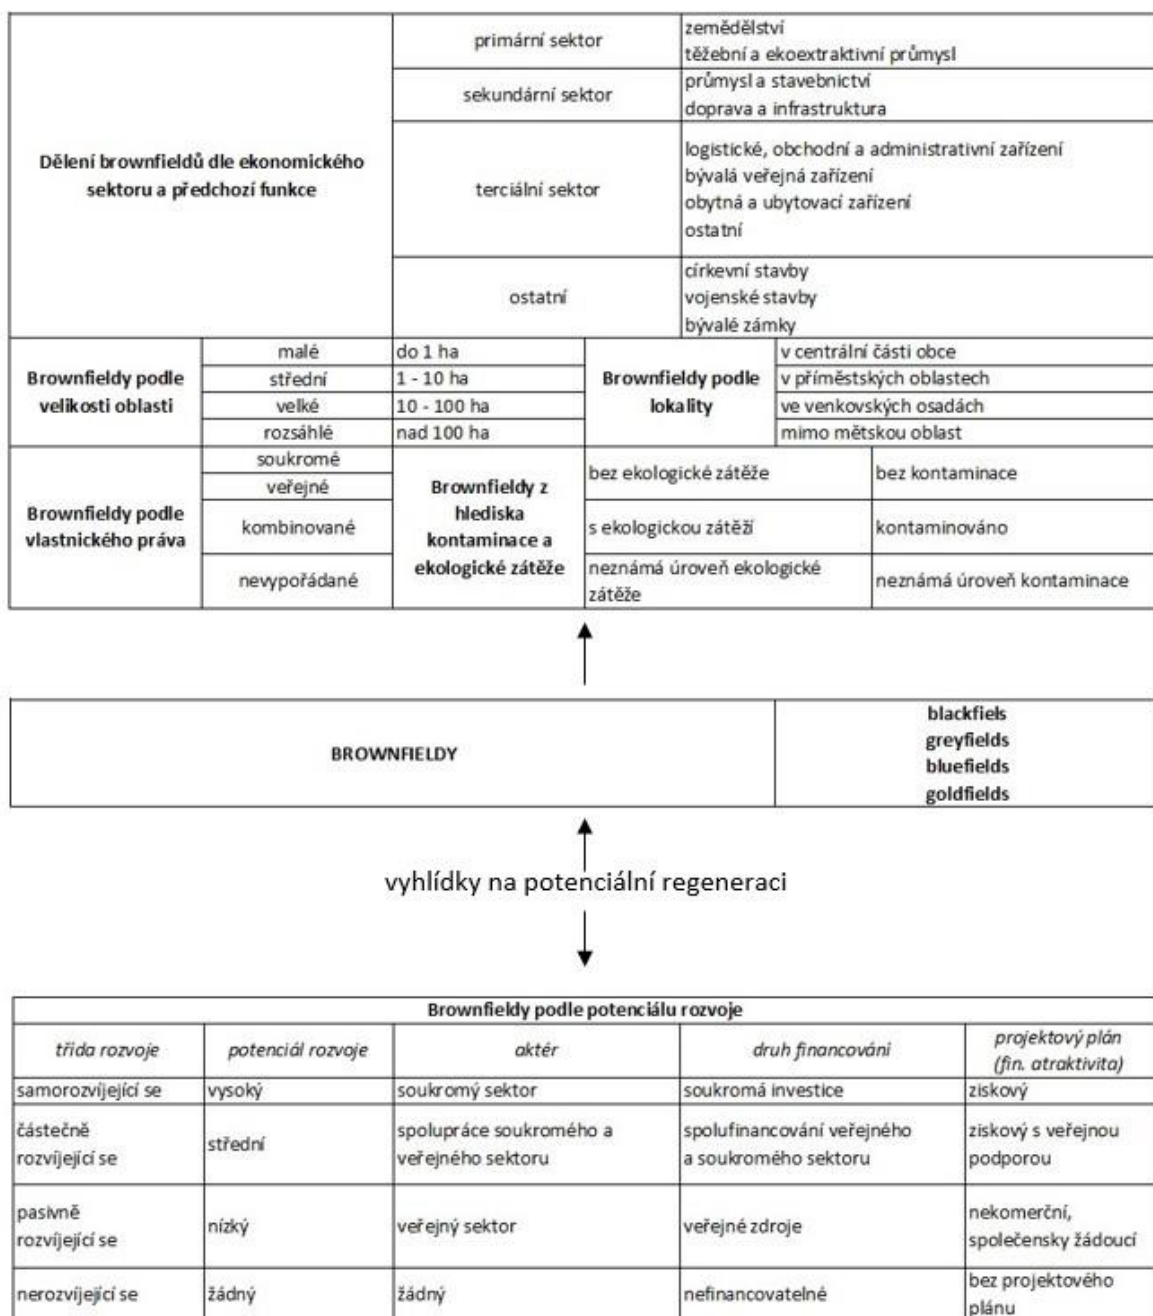 Dělení brownfieldů dle ekonomického
sektoru a předchozí funkce
primární sektor
zemědělství
těžební a ekoextraktivní průmysl
sekundární sektor
průmysl a stavebnictví
doprava a infrastruktura
terciální sektor
logistické, obchodní a administrativní zařízení
bývalá veřejná zařízení
obytná a ubytovací zařízení
ostatní
ostatní
církevní stavby
vojenské stavby
bývalé zámky
Brownfieldy podle
velikosti oblasti
malé do 1 ha
střední 1 - 10 ha
velké 10 - 100 ha
rozsáhlé nad 100 ha
Brownfieldy podle
lokality
v centrální části obce
v příměstských oblastech
ve venkovských osadách
mimo mětskou oblast
Brownfieldy podle
vlastnického práva
soukromé
veřejné
kombinované
nevypořádané
Brownfieldy z
hlediska
kontaminace a
ekologické zátěže
bez ekologické zátěže bez kontaminace
s ekologickou zátěží kontaminováno
neznámá úroveň ekologické
zátěže
neznámá úroveň kontaminace
BROWNFIELDY
blackfiels
greyfields
bluefields
goldfields
vyhlídky na potenciální regeneraci
Brownfieldy podle potenciálu rozvoje
třída rozvoje potenciál rozvoje aktér druh financování projektový plán
(fin. atraktivita)
samorozvíjející se vysoký soukromý sektor soukromá investice ziskový
částečně
rozvíjející se
střední
spolupráce soukromého a
veřejného sektoru
spolufinancování veřejného
a soukromého sektoru
ziskový s veřejnou
podporou
pasivně
rozvíjející se
nízký
veřejný sektor
veřejné zdroje
nekomerční,
společensky žádoucí
nerozvíjející se
žádný
žádný
nefinancovatelné
bez projektového
plánu